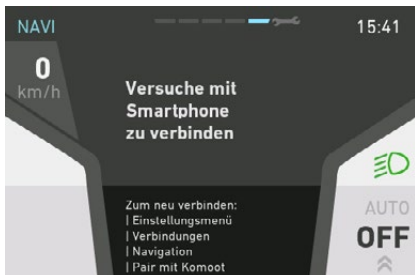 NAVI
15:41
0
km/h
Versuche mit
Smartphone
zu verbinden
Zum neu verbinden:
| Einstellungsmenü
| Verbindungen
| Navigation
| Pair mit Komoot
AUTO
OFF